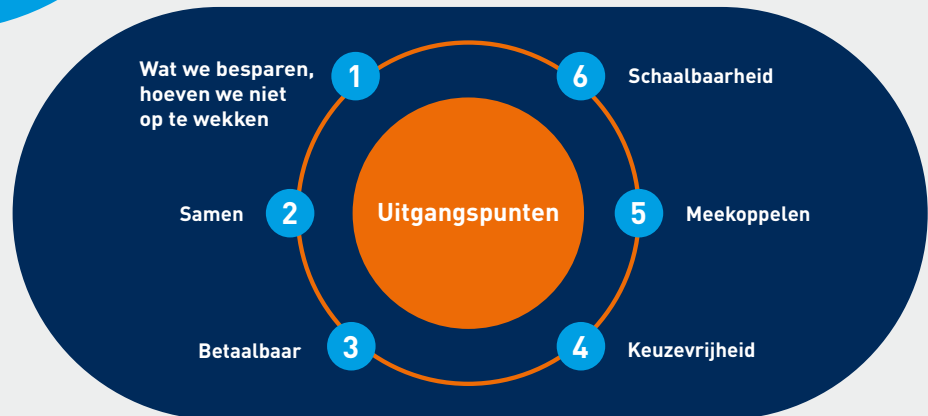 Uitgangspunten
1
Wat we besparen,
hoeven we niet
op te wekken
2
Samen
3
Betaalbaar
4
Keuzevrijheid
5
Meekoppelen
6
Schaalbaarheid